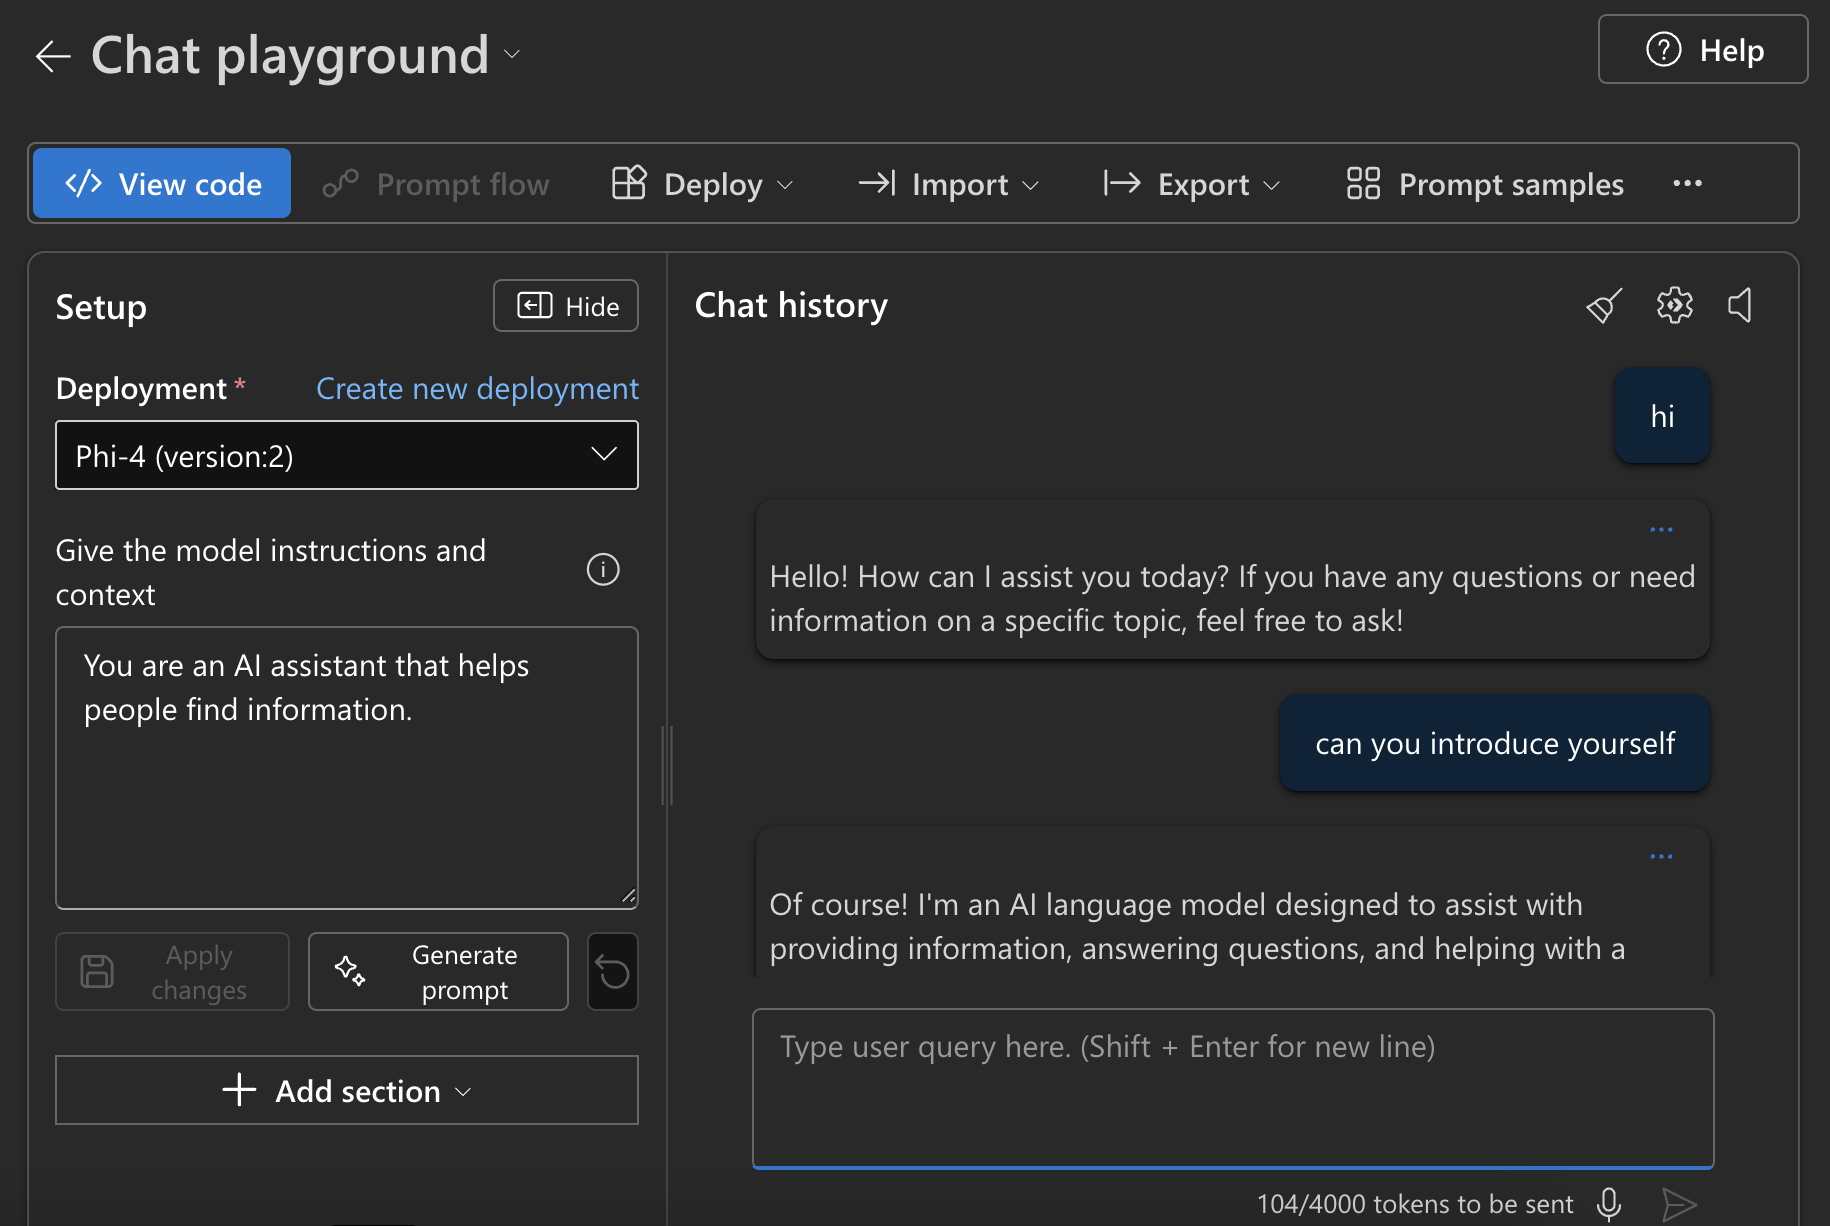 Chat playground
Help
View code
Prompt flow
Deploy
Import
Export
Prompt samples
Setup
Hide
Deployment *
Create new deployment
Phi-4 (version:2)
Give the model instructions and
context
You are an AI assistant that helps
people find information.
Apply
changes
Generate
prompt
Add section
Chat history
hi
Hello! How can I assist you today? If you have any questions or need
information on a specific topic, feel free to ask!
can you introduce yourself
Of course! I'm an AI language model designed to assist with
providing information, answering questions, and helping with a
Type user query here. (Shift + Enter for new line)
104/4000 tokens to be sent